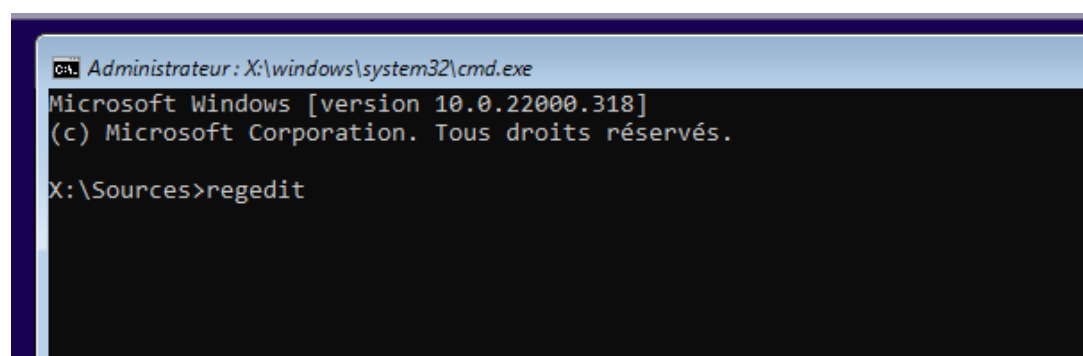 Administrateur : X:\windows\system32\cmd.exe
Microsoft Windows [version 10.0.22000.318]
(c) Microsoft Corporation. Tous droits réservés.
X:\Sources>regedit